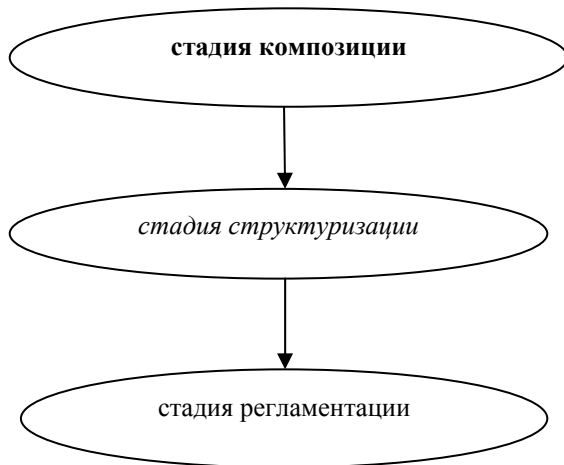 стадия композиции
стадия структуризации
стадия регламентации